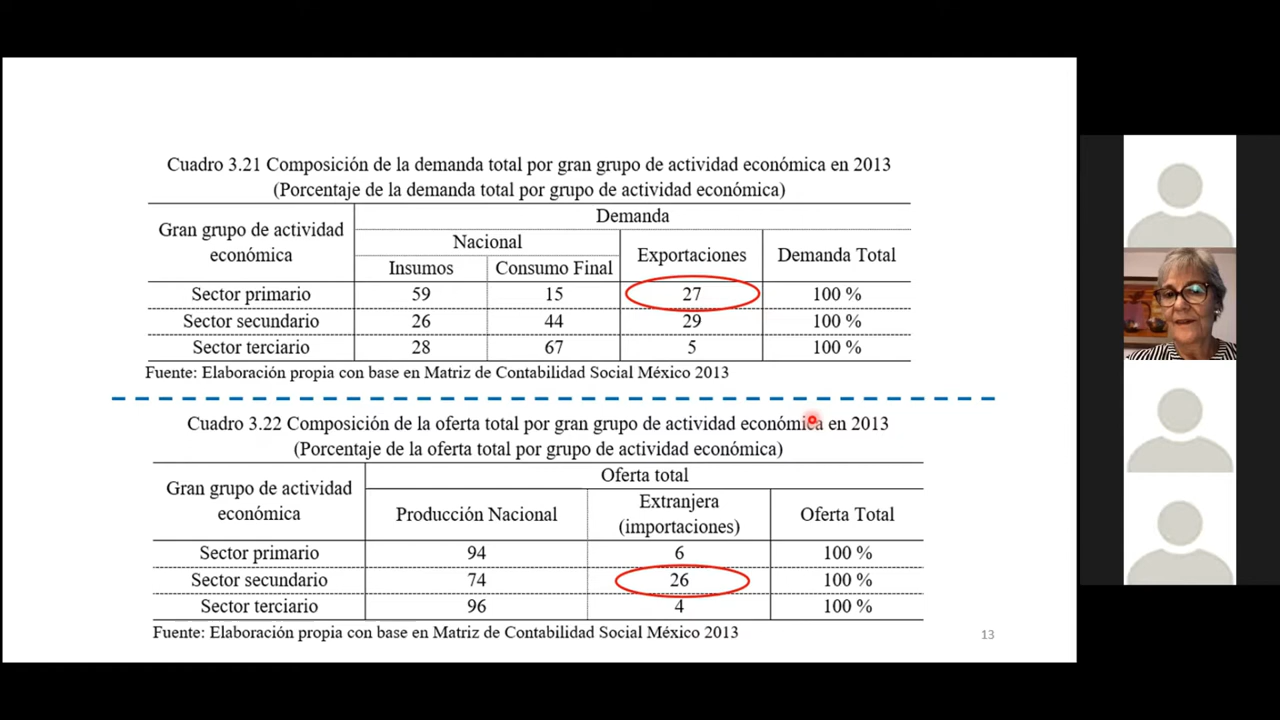 Cuadro 3.21 Composición de la demanda total por gran grupo de actividad económica en 2013
(Porcentaje de la demanda total por grupo de actividad económica)
Gran grupo de actividad económica Demanda
Nacional Exportaciones Demanda Total
Insumos Consumo Final
Sector primario 59 15 27 100 %
Sector secundario 26 44 29 100 %
Sector terciario 28 67 5 100 %
Fuente: Elaboración propia con base en Matriz de Contabilidad Social México 2013
Cuadro 3.22 Composición de la oferta total por gran grupo de actividad económica en 2013
(Porcentaje de la oferta total por grupo de actividad económica)
Gran grupo de actividad económica Oferta total
Producción Nacional Extranjera (importaciones) Oferta Total
Sector primario 94 6 100 %
Sector secundario 74 26 100 %
Sector terciario 96 4 100 %
Fuente: Elaboración propia con base en Matriz de Contabilidad Social México 2013
13